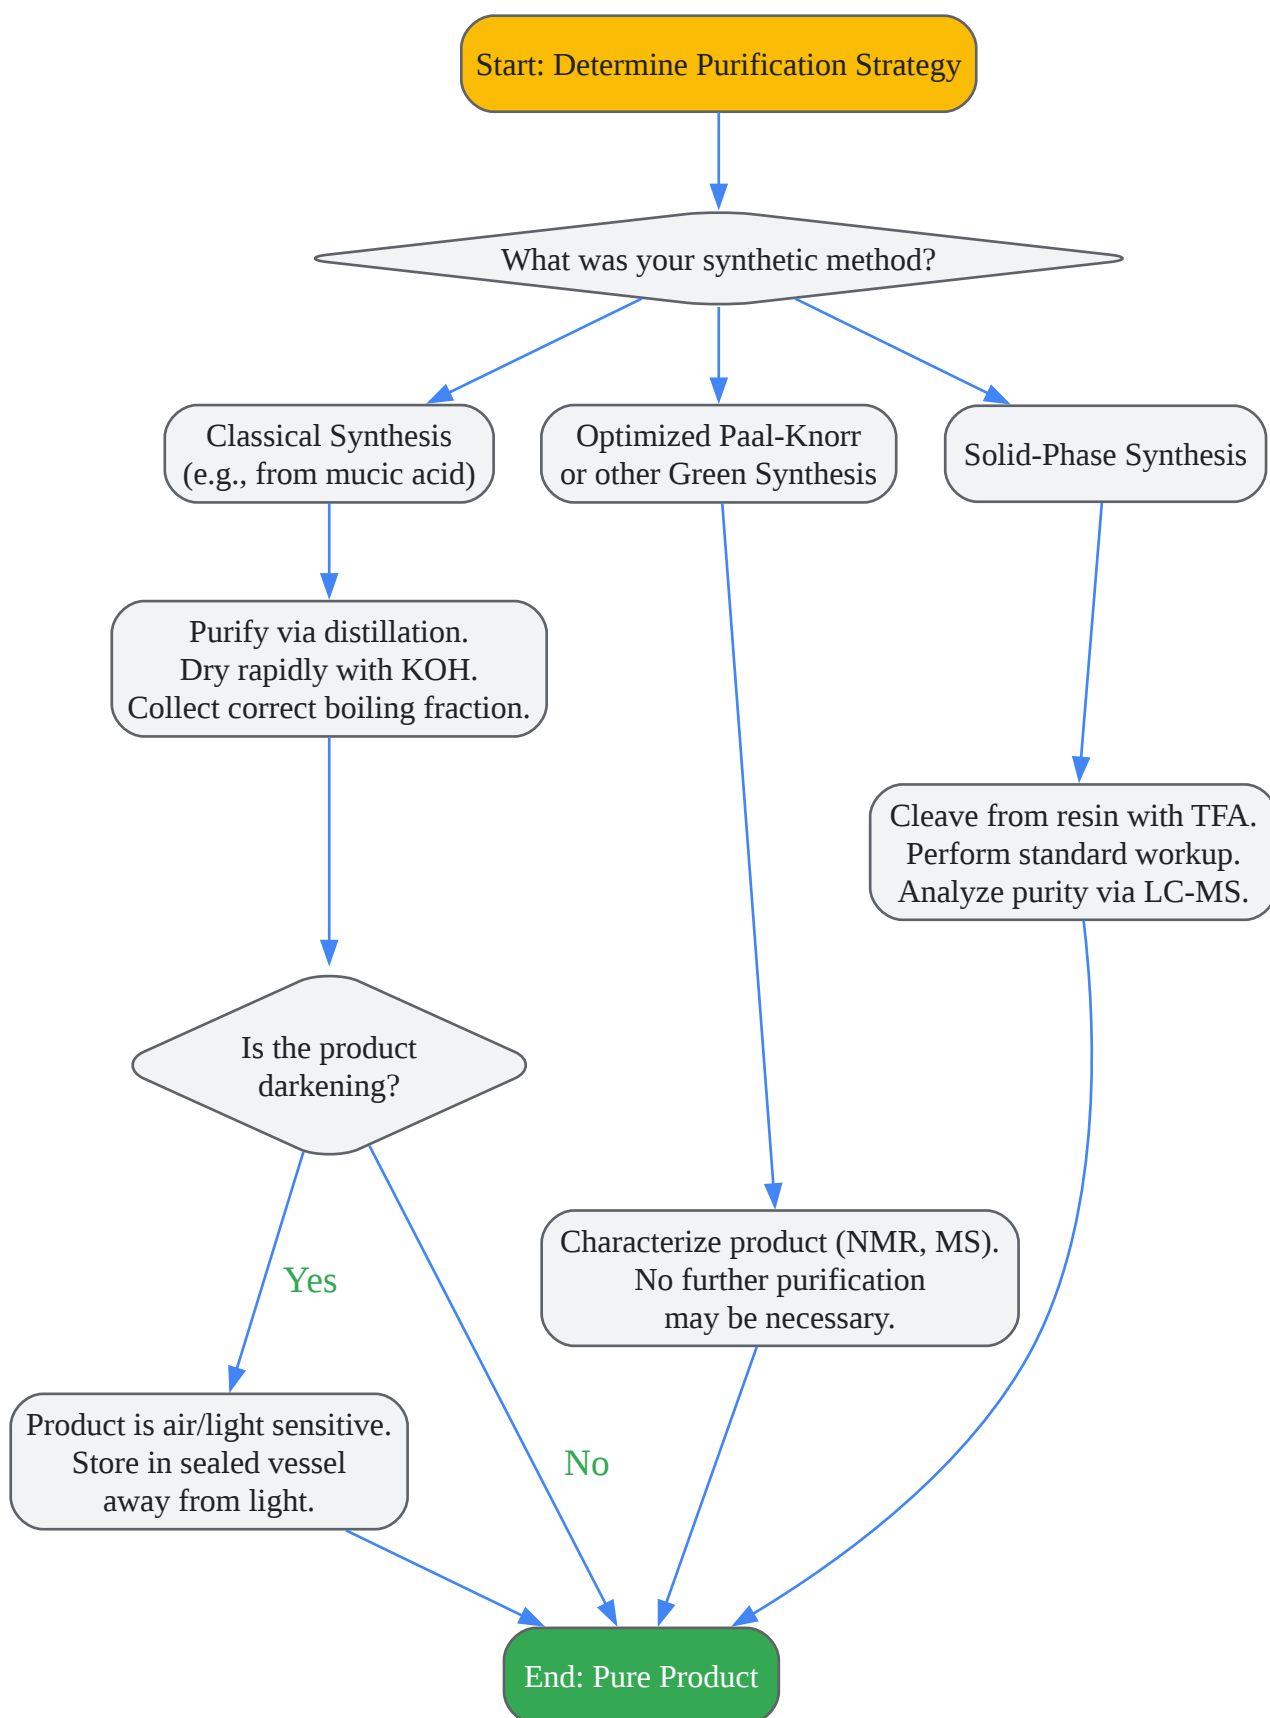 Start: Determine Purification Strategy
What was your synthetic method?
Classical Synthesis
(e.g., from mucic acid)
Optimized Paal-Knorr
or other Green Synthesis
Solid-Phase Synthesis
Purify via distillation.
Dry rapidly with KOH.
Collect correct boiling fraction.
Cleave from resin with TFA.
Perform standard workup.
Analyze purity via LC-MS.
Is the product
darkening?
Yes
No
Characterize product (NMR, MS).
No further purification
may be necessary.
Product is air/light sensitive.
Store in sealed vessel
away from light.
End: Pure Product